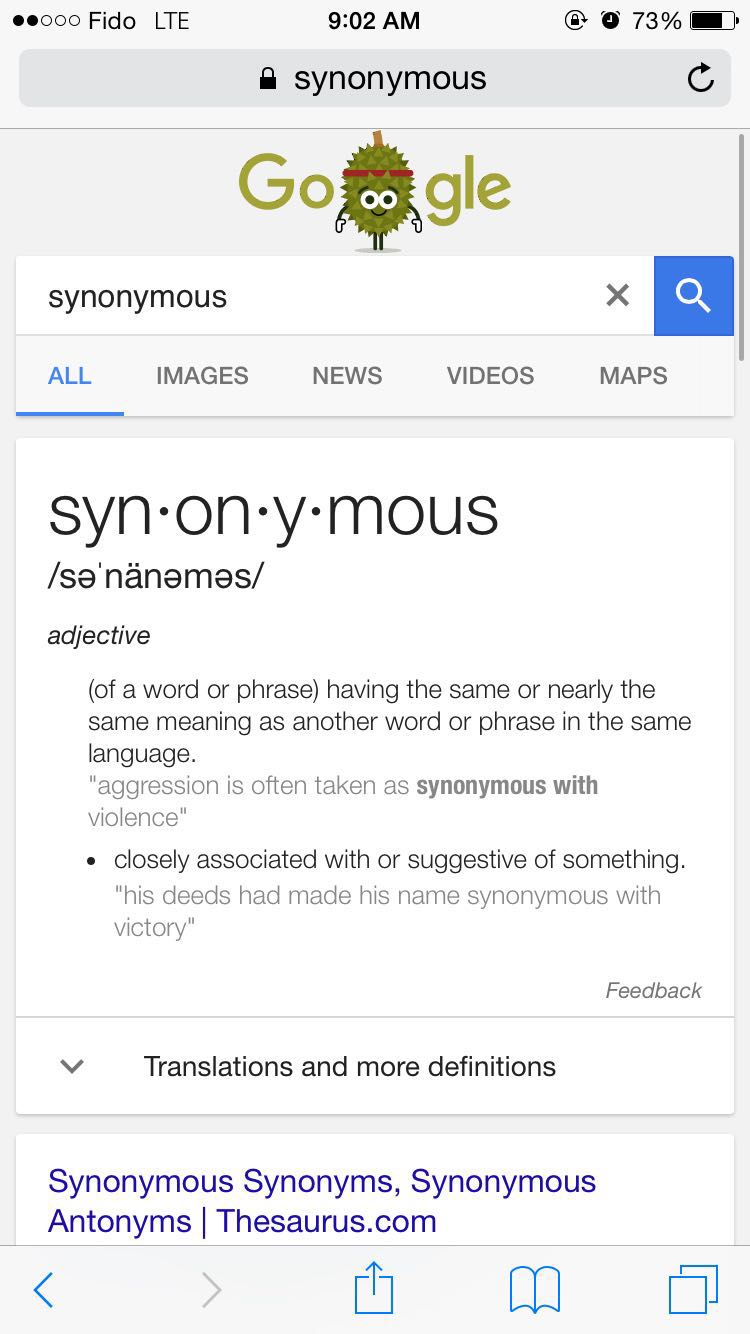 Fido LTE 9:02 AM 73%
synonymous
Google
synonymous
ALL IMAGES NEWS VIDEOS MAPS
syn·on·y·mous
/səˈnänəməs/
adjective
(of a word or phrase) having the same or nearly the
same meaning as another word or phrase in the same
language.
"aggression is often taken as synonymous with
violence"
• closely associated with or suggestive of something.
"his deeds had made his name synonymous with
victory"
Feedback
Translations and more definitions
Synonymous Synonyms, Synonymous
Antonyms | Thesaurus.com